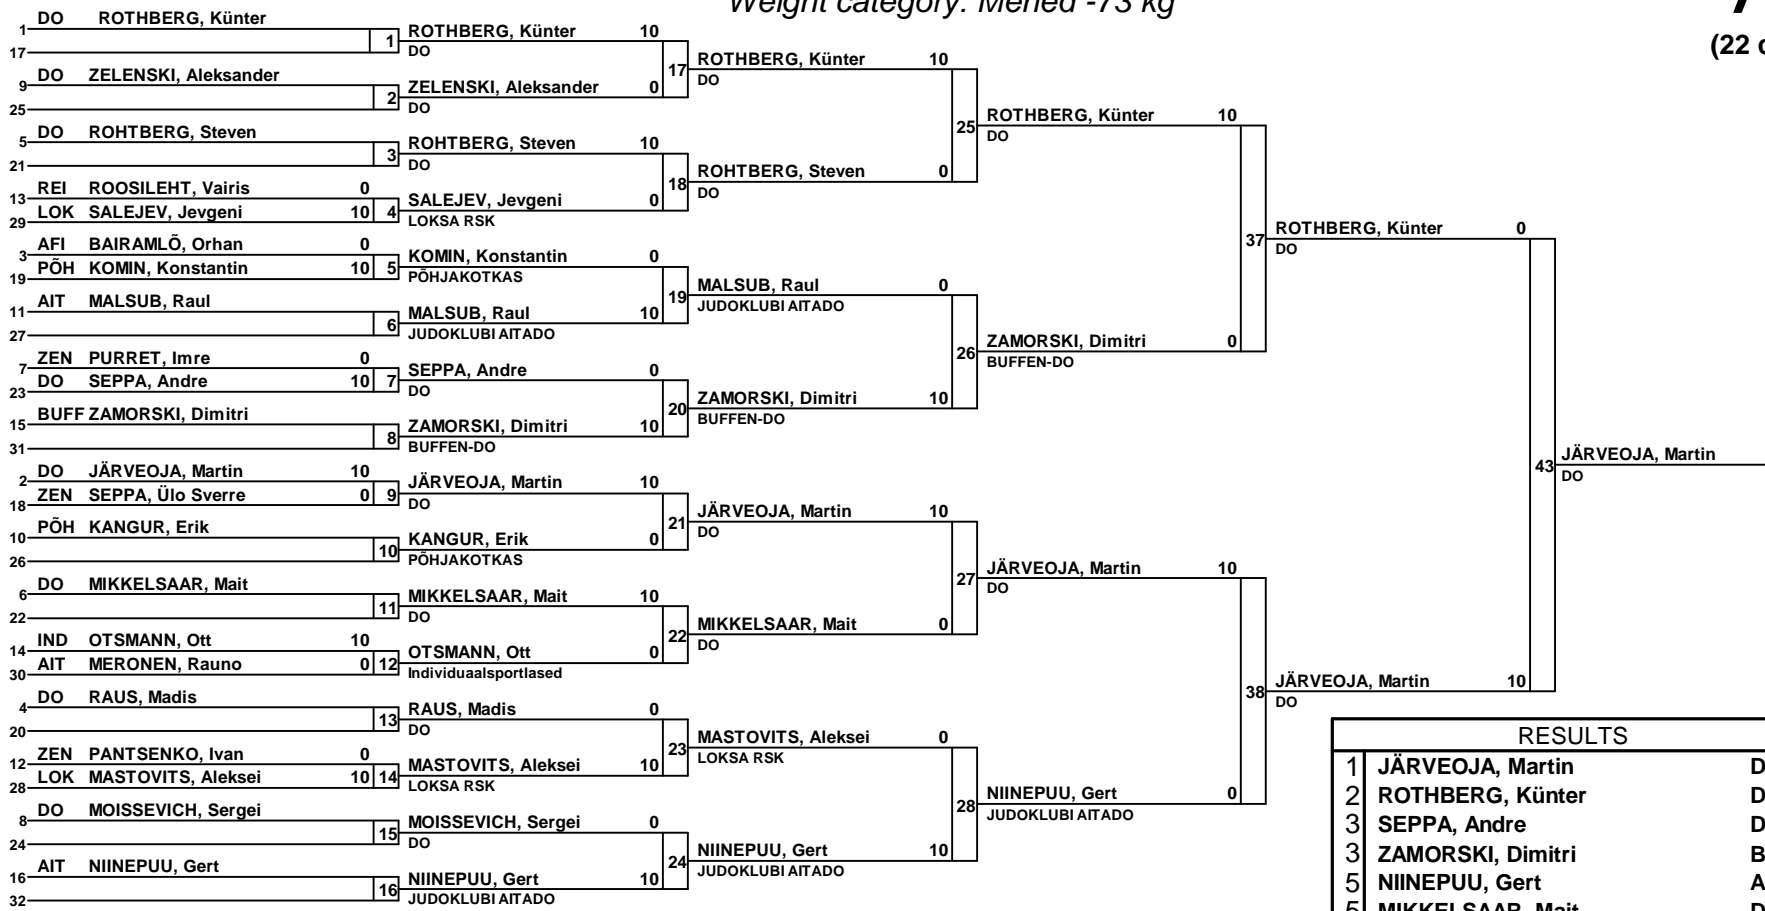 Weight category: Mehed -73 kg
(22
1 DO ROTHBERG, Künter
17
1 ROTHBERG, Künter 10
DO
9 DO ZELENSKI, Aleksander
25
2 ZELENSKI, Aleksander 0
DO
17 ROTHBERG, Künter 10
DO
5 DO ROHTBERG, Steven
21
3 ROHTBERG, Steven 10
DO
13 REI ROOSILEHT, Vairis 0
29 LOK SALEJEV, Jevgeni 10
4 SALEJEV, Jevgeni 0
LOKSA RSK
18 ROHTBERG, Steven 0
DO
25 ROTHBERG, Künter 10
DO
3 AFI BAIRAMLÕ, Orhan 0
19 PÕH KOMIN, Konstantin 10
5 KOMIN, Konstantin 0
PÕHJAKOTKAS
11 AIT MALSUB, Raul
27
6 MALSUB, Raul 10
JUDOKLUBI AITADO
19 MALSUB, Raul 0
JUDOKLUBI AITADO
7 ZEN PURRET, Imre 0
23 DO SEPPA, Andre 10
7 SEPPA, Andre 0
DO
15 BUFF ZAMORSKI, Dimitri
31
8 ZAMORSKI, Dimitri 10
BUFFEN-DO
20 ZAMORSKI, Dimitri 10
BUFFEN-DO
26 ZAMORSKI, Dimitri 0
BUFFEN-DO
37 ROTHBERG, Künter 0
DO
2 DO JÄRVEOJA, Martin 10
18 ZEN SEPPA, Ülo Sverre 0
9 JÄRVEOJA, Martin 10
DO
10 PÕH KANGUR, Erik
26
10 KANGUR, Erik 0
PÕHJAKOTKAS
21 JÄRVEOJA, Martin 10
DO
6 DO MIKKELSAAR, Mait
22
11 MIKKELSAAR, Mait 10
DO
14 IND OTSMANN, Ott 10
30 AIT MERONEN, Rauno 0
12 OTSMANN, Ott 0
Individuaalsportlased
22 MIKKELSAAR, Mait 0
DO
27 JÄRVEOJA, Martin 10
DO
4 DO RAUS, Madis
20
13 RAUS, Madis 0
DO
12 ZEN PANTSENKO, Ivan 0
28 LOK MASTOVITS, Aleksei 10
14 MASTOVITS, Aleksei 10
LOKSA RSK
23 MASTOVITS, Aleksei 0
LOKSA RSK
8 DO MOISSEVICH, Sergei
24
15 MOISSEVICH, Sergei 0
DO
16 AIT NIINEPUU, Gert
32
16 NIINEPUU, Gert 10
JUDOKLUBI AITADO
24 NIINEPUU, Gert 10
JUDOKLUBI AITADO
28 NIINEPUU, Gert 0
JUDOKLUBI AITADO
38 JÄRVEOJA, Martin 10
DO
43 JÄRVEOJA, Martin
DO
RESULTS
1 JÄRVEOJA, Martin D
2 ROTHBERG, Künter D
3 SEPPA, Andre D
3 ZAMORSKI, Dimitri B
5 NIINEPUU, Gert A
5 MIKKELSAAR, Mait D